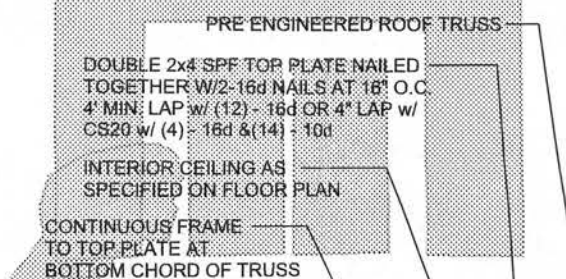 PRE ENGINEERED ROOF TRUSS
DOUBLE 2x4 SPF TOP PLATE NAILED
TOGETHER W/2-16d NAILS AT 16" O.C.
4' MIN. LAP w/ (12) - 16d OR 4" LAP w/
CS20 w/ (4) - 16d &(14) - 10d
INTERIOR CEILING AS
SPECIFIED ON FLOOR PLAN
CONTINUOUS FRAME
TO TOP PLATE AT
BOTTOM CHORD OF TRUSS